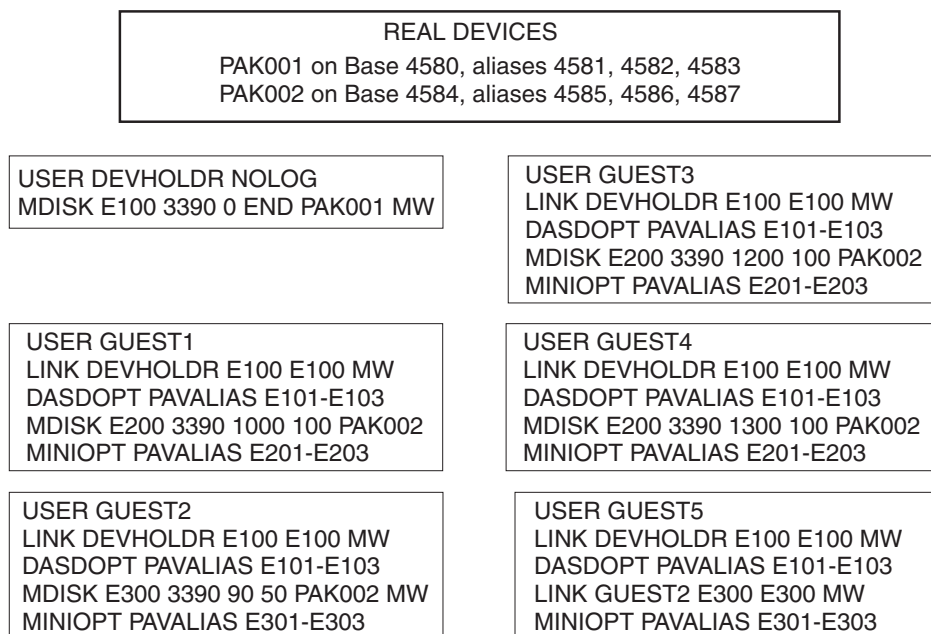 REAL DEVICES
PAK001 on Base 4580, aliases 4581, 4582, 4583
PAK002 on Base 4584, aliases 4585, 4586, 4587
USER DEVHOLDR NOLOG
MDISK E100 3390 0 END PAK001 MW
USER GUEST3
LINK DEVHOLDR E100 E100 MW
DASDOPT PAVALIAS E101-E103
MDISK E200 3390 1200 100 PAK002
MINIOPT PAVALIAS E201-E203
USER GUEST1
LINK DEVHOLDR E100 E100 MW
DASDOPT PAVALIAS E101-E103
MDISK E200 3390 1000 100 PAK002
MINIOPT PAVALIAS E201-E203
USER GUEST4
LINK DEVHOLDR E100 E100 MW
DASDOPT PAVALIAS E101-E103
MDISK E200 3390 1300 100 PAK002
MINIOPT PAVALIAS E201-E203
USER GUEST2
LINK DEVHOLDR E100 E100 MW
DASDOPT PAVALIAS E101-E103
MDISK E300 3390 90 50 PAK002 MW
MINIOPT PAVALIAS E301-E303
USER GUEST5
LINK DEVHOLDR E100 E100 MW
DASDOPT PAVALIAS E101-E103
LINK GUEST2 E300 E300 MW
MINIOPT PAVALIAS E301-E303